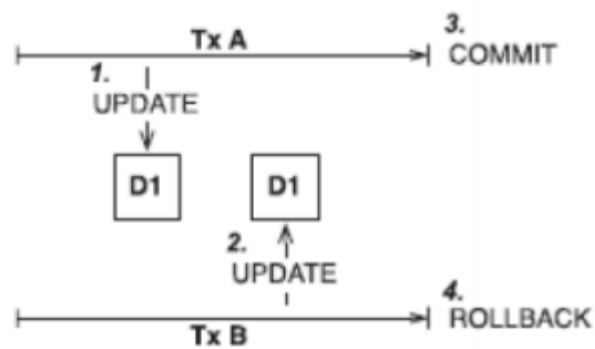 3.
Tx A
COMMIT
1.
UPDATE
D1
D1
2.
UPDATE
4.
ROLLBACK
Tx B